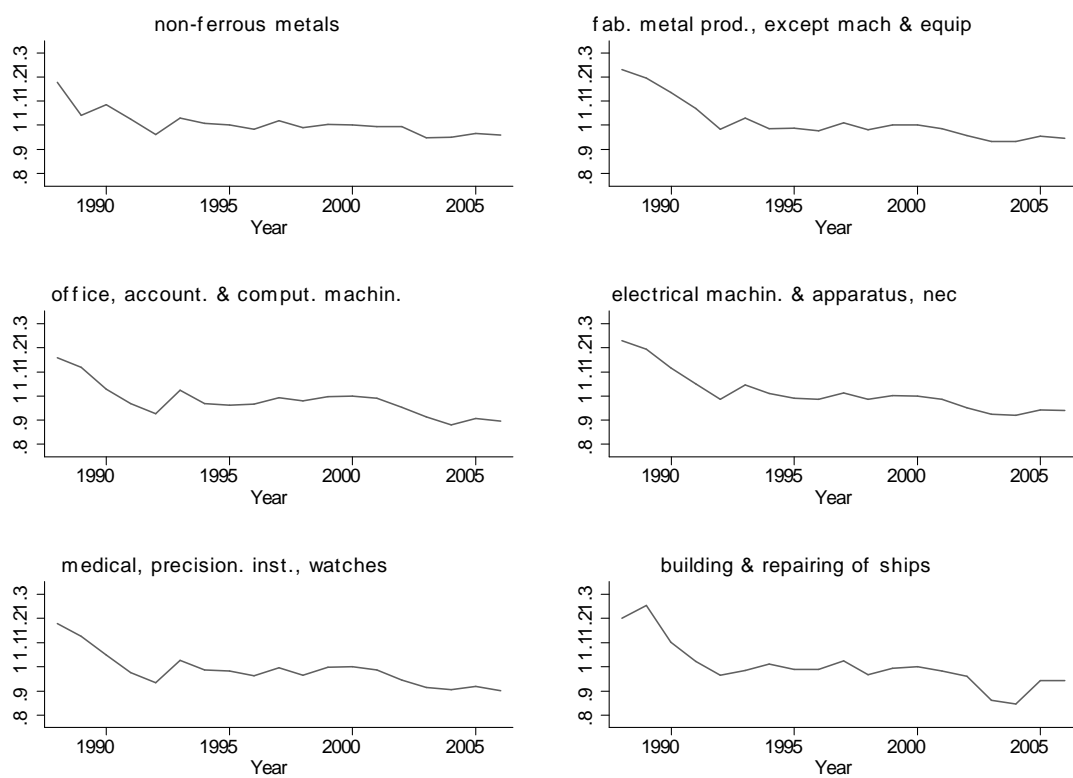 non-ferrous metals
.8 .9 1 1.1 1.2 1.3
1990 1995 2000 2005
Year
fab. metal prod., except mach & equip
.8 .9 1 1.1 1.2 1.3
1990 1995 2000 2005
Year
office, account. & comput. machin.
.8 .9 1 1.1 1.2 1.3
1990 1995 2000 2005
Year
electrical machin. & apparatus, nec
.8 .9 1 1.1 1.2 1.3
1990 1995 2000 2005
Year
medical, precision. inst., watches
.8 .9 1 1.1 1.2 1.3
1990 1995 2000 2005
Year
building & repairing of ships
.8 .9 1 1.1 1.2 1.3
1990 1995 2000 2005
Year